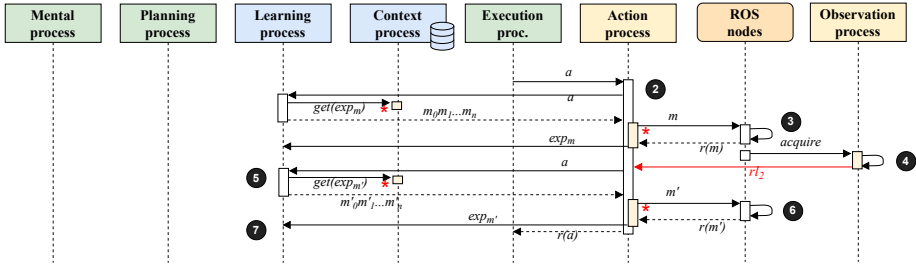 Mental
process
Planning
process
Learning
process
Context
process
Execution
proc.
Action
process
ROS
nodes
Observation
process
a
2
a
get(exp_m)
*
m_0m_1...m_n
m
3
*
r(m)
exp_m
acquire
4
rl_2
a
5
get(exp_m')
*
m'_0m'_1...m'_n
m'
6
*
r(m')
exp_m'
7
r(a)